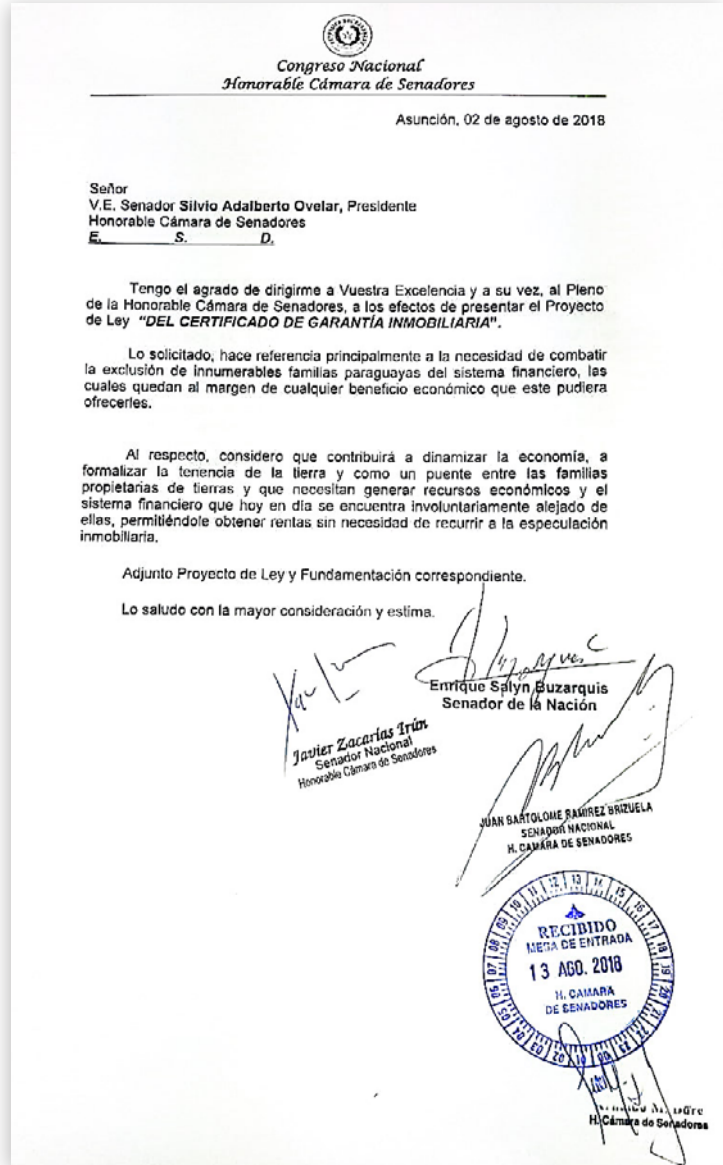 Congreso Nacional
Honorable Cámara de Senadores
Asunción, 02 de agosto de 2018
Señor
V.E. Senador Silvio Adalberto Ovelar, Presidente
Honorable Cámara de Senadores
E. S. D.
Tengo el agrado de dirigirme a Vuestra Excelencia y a su vez, al Pleno
de la Honorable Cámara de Senadores, a los efectos de presentar el Proyecto
de Ley "DEL CERTIFICADO DE GARANTÍA INMOBILIARIA".
Lo solicitado, hace referencia principalmente a la necesidad de combatir
la exclusión de innumerables familias paraguayas del sistema financiero, las
cuales quedan al margen de cualquier beneficio económico que este pudiera
ofrecerles.
Al respecto, considero que contribuirá a dinamizar la economía, a
formalizar la tenencia de la tierra y como un puente entre las familias
propietarias de tierras y que necesitan generar recursos económicos y el
sistema financiero que hoy en día se encuentra involuntariamente alejado de
ellas, permitiéndole obtener rentas sin necesidad de recurrir a la especulación
inmobiliaria.
Adjunto Proyecto de Ley y Fundamentación correspondiente.
Lo saludo con la mayor consideración y estima.
Enrique Salyn Buzarquis
Senador de la Nación
Javier Zacarías Irún
Senador Nacional
Honorable Cámara de Senadores
JUAN BARTOLOME RAMIREZ BRIZUELA
SENADOR NACIONAL
H. CAMARA DE SENADORES
RECIBIDO
MESA DE ENTRADA
13 AGO. 2018
H. CAMARA
DE SENADORES
H. Cámara de Senadores